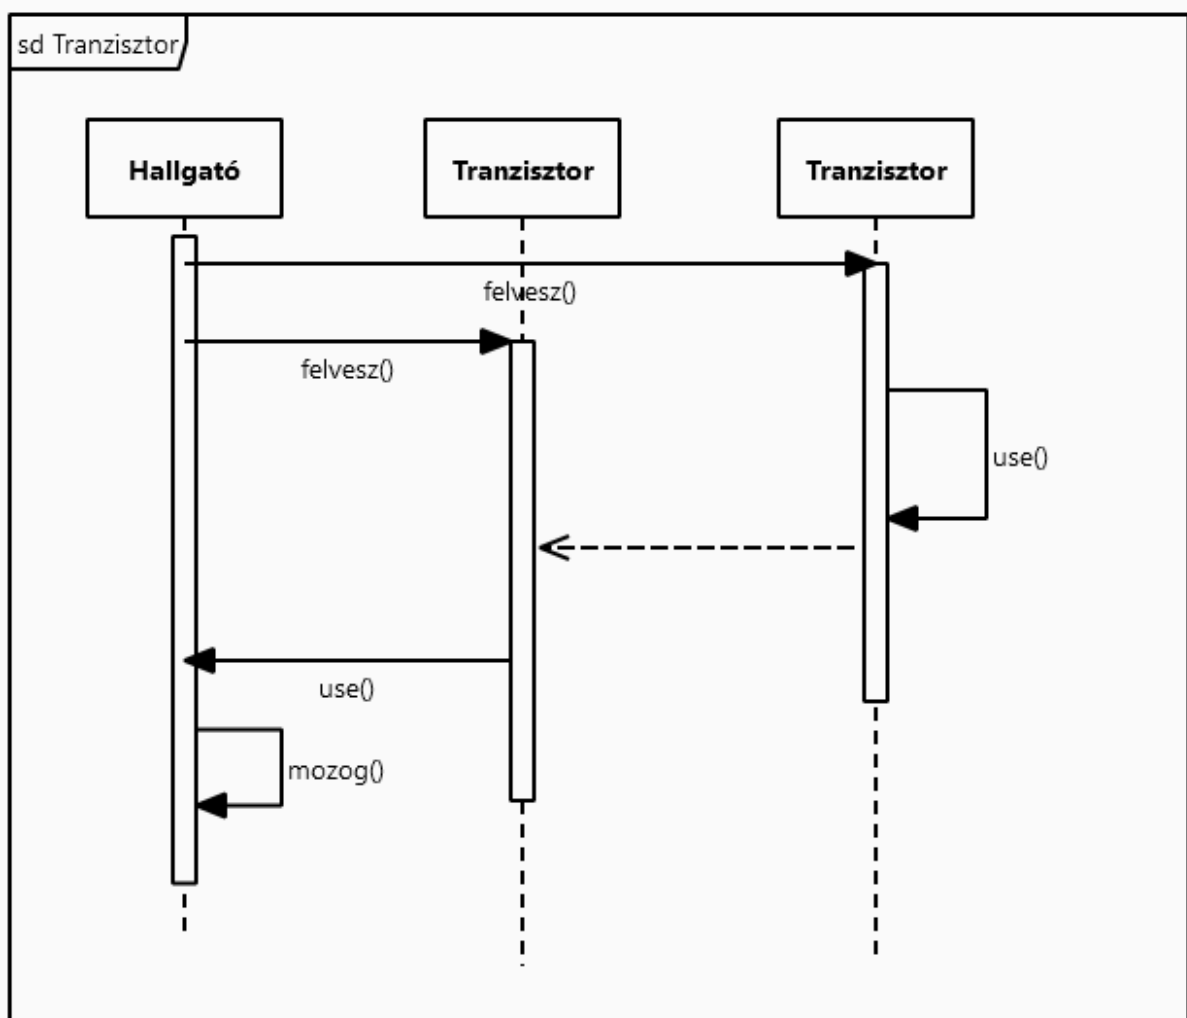 sd Tranzisztor
Hallgató
Tranzisztor
Tranzisztor
felvesz()
felvesz()
use()
use()
mozog()